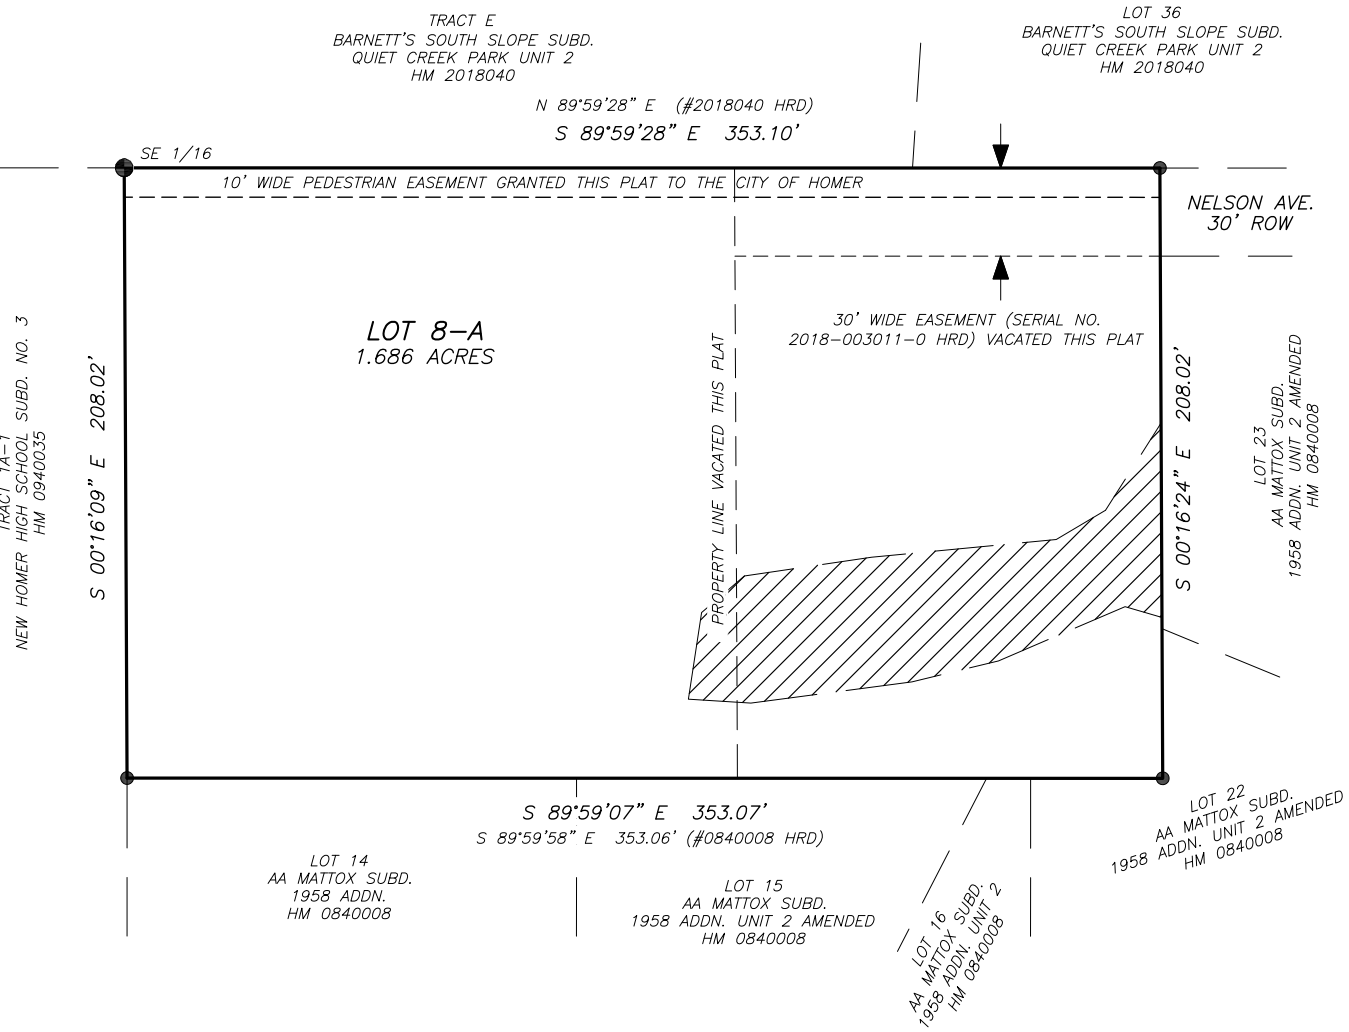 TRACT E
BARNETT'S SOUTH SLOPE SUBD.
QUIET CREEK PARK UNIT 2
HM 2018040
LOT 36
BARNETT'S SOUTH SLOPE SUBD.
QUIET CREEK PARK UNIT 2
HM 2018040
N 89°59'28" E (#2018040 HRD)
S 89°59'28" E 353.10'
SE 1/16
10' WIDE PEDESTRIAN EASEMENT GRANTED THIS PLAT TO THE CITY OF HOMER
NELSON AVE.
30' ROW
LOT 8-A
1.686 ACRES
30' WIDE EASEMENT (SERIAL NO.
2018-003011-0 HRD) VACATED THIS PLAT
PROPERTY LINE VACATED THIS PLAT
TRACT 1A-1
NEW HOMER HIGH SCHOOL SUBD. NO. 3
HM 0940035
S 00°16'09" E 208.02'
S 00°16'24" E 208.02'
LOT 23
AA MATTOX SUBD.
1958 ADDN. UNIT 2 AMENDED
HM 0840008
S 89°59'07" E 353.07'
S 89°59'58" E 353.06' (#0840008 HRD)
LOT 14
AA MATTOX SUBD.
1958 ADDN.
HM 0840008
LOT 15
AA MATTOX SUBD.
1958 ADDN. UNIT 2 AMENDED
HM 0840008
LOT 16
AA MATTOX SUBD.
1958 ADDN. UNIT 2
HM 0840008
LOT 22
AA MATTOX SUBD.
1958 ADDN. UNIT 2 AMENDED
HM 0840008